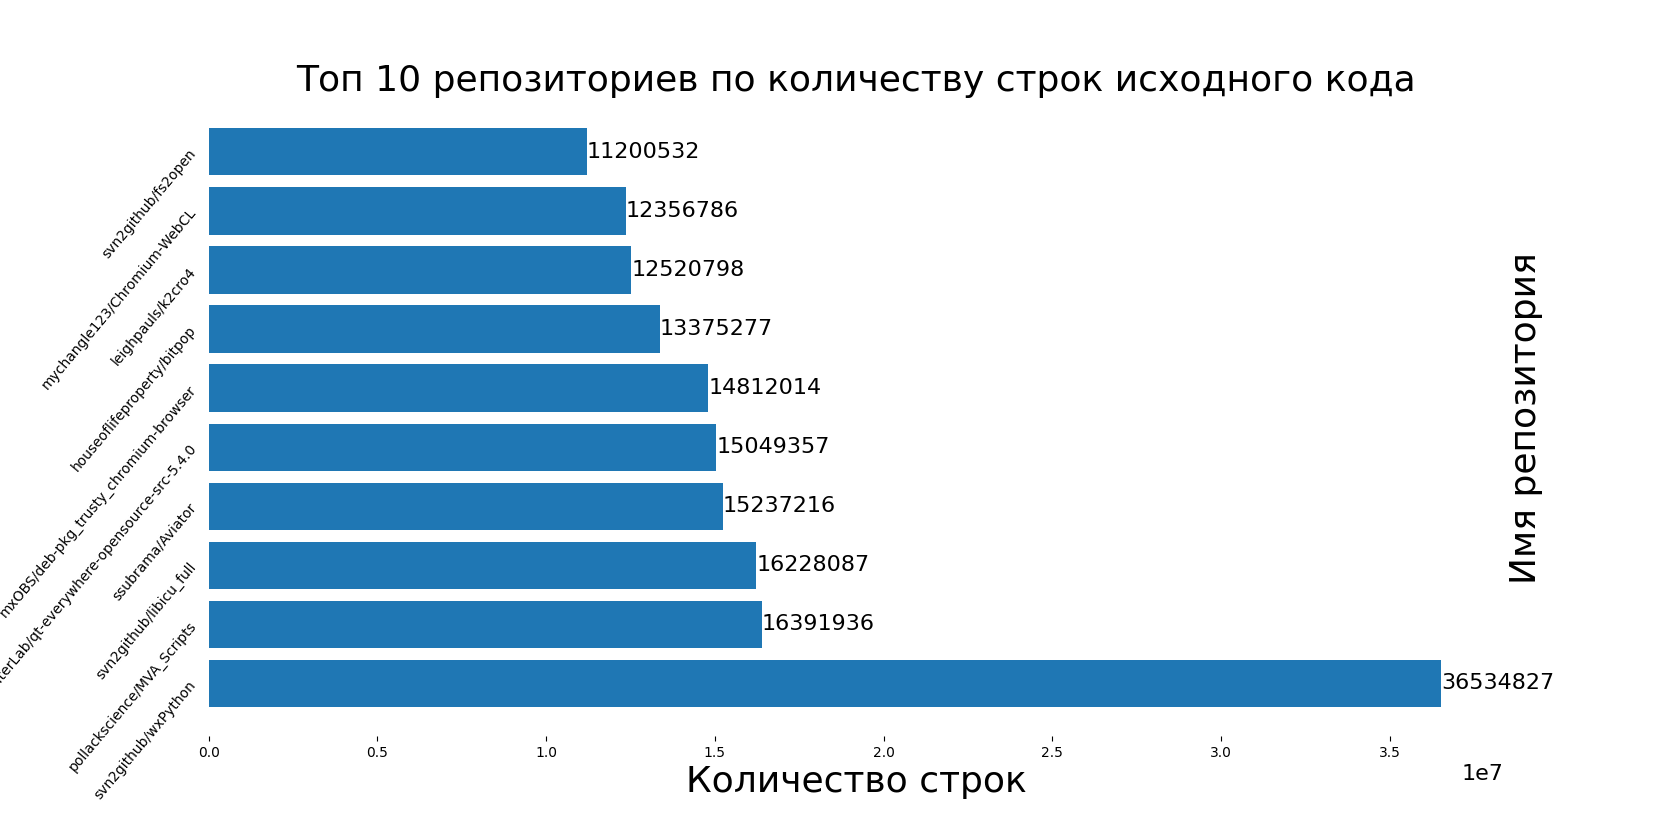 Топ 10 репозиториев по количеству строк исходного кода
svn2github/fs2open
11200532
mychangle123/Chromium-WebCL
12356786
leighpauls/k2cro4
12520798
houseoflifeproperty/bitpop
13375277
mxOBS/deb-pkg_trusty_chromium-browser
14812014
terLab/qt-everywhere-opensource-src-5.4.0
15049357
ssubrama/Aviator
15237216
svn2github/libicu_full
16228087
pollackscience/MVA_Scripts
16391936
svn2github/wxPython
36534827
Имя репозитория
0.0
0.5
1.0
1.5
2.0
2.5
3.0
3.5
1e7
Количество строк